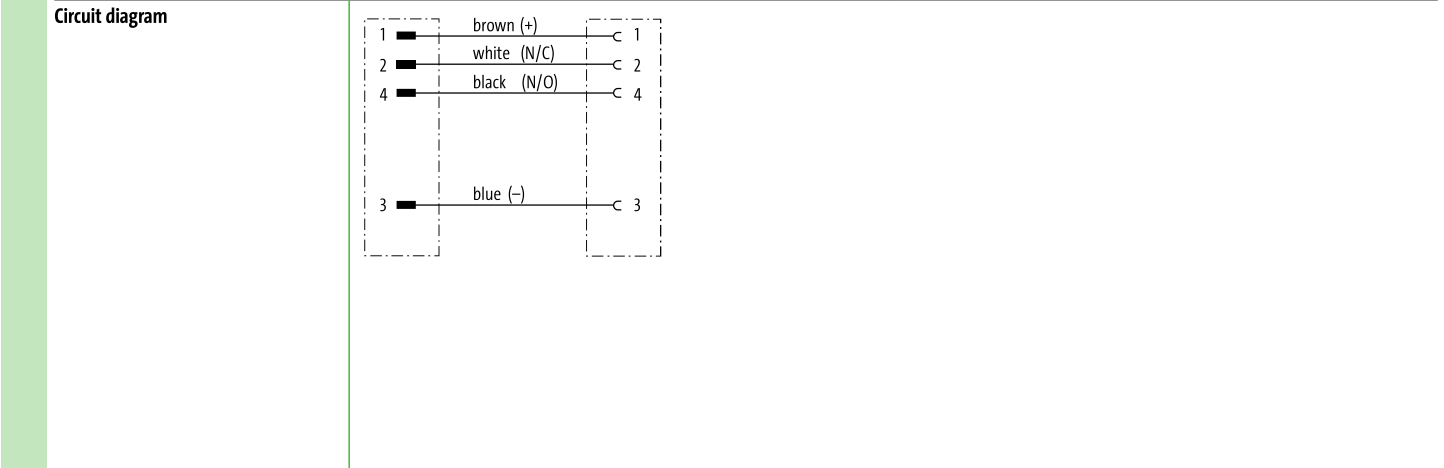 Circuit diagram
1 brown (+) 1
2 white (N/C) 2
4 black (N/O) 4
3 blue (–) 3